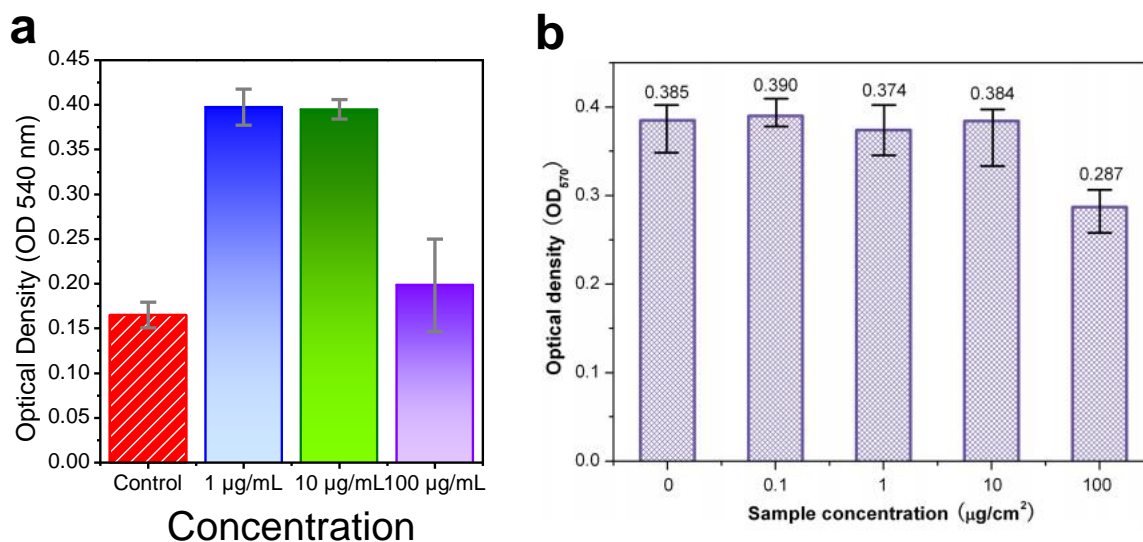 a
Optical Density (OD 540 nm)
0.45
0.40
0.35
0.30
0.25
0.20
0.15
0.10
0.05
0.00
Control 1 µg/mL 10 µg/mL 100 µg/mL
Concentration
b
Optical density (OD570)
0.4
0.3
0.2
0.1
0.0
0.385
0.390
0.374
0.384
0.287
0 0.1 1 10 100
Sample concentration (µg/cm²)